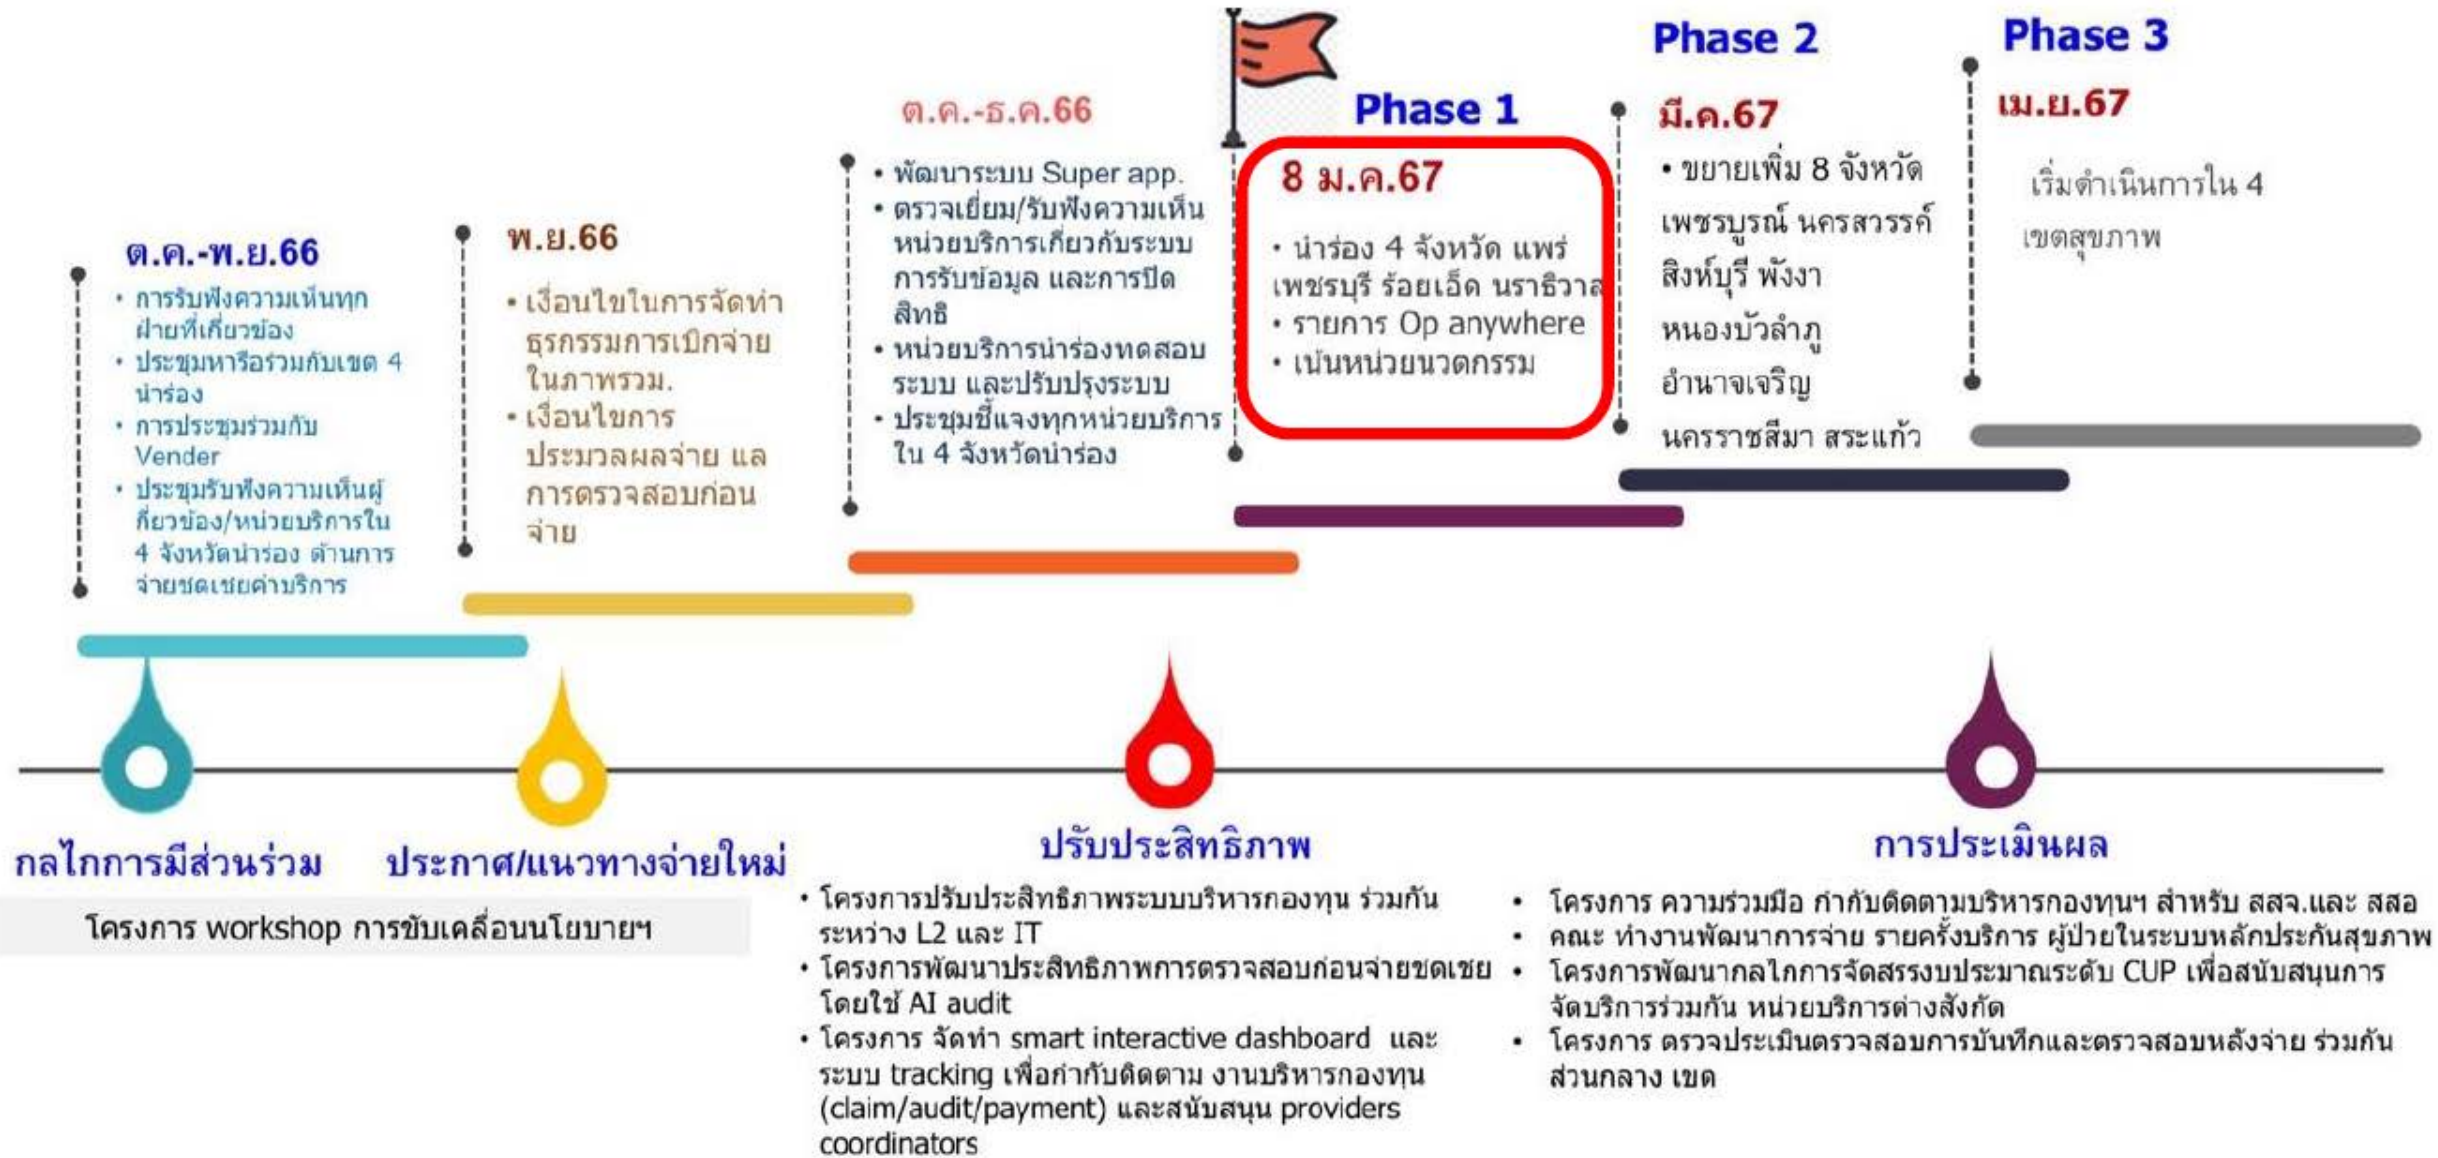 ต.ค.-พ.ย.66
• การรับฟังความเห็นทุก
ฝ่ายที่เกี่ยวข้อง
• ประชุมหารือร่วมกับเขต 4
นำร่อง
• การประชุมร่วมกับ
Vender
• ประชุมรับฟังความเห็นผู้
กี่ยวข้อง/หน่วยบริการใน
4 จังหวัดนำร่อง ด้านการ
จ่ายชดเชยค่าบริการ
พ.ย.66
• เงื่อนไขในการจัดทำ
ธุรกรรมการเบิกจ่าย
ในภาพรวม.
• เงื่อนไขการ
ประมวลผลจ่าย แล
การตรวจสอบก่อน
จ่าย
ต.ค.-ธ.ค.66
• พัฒนาระบบ Super app.
• ตรวจเยี่ยม/รับฟังความเห็น
หน่วยบริการเกี่ยวกับระบบ
การรับข้อมูล และการปิด
สิทธิ
• หน่วยบริการนำร่องทดสอบ
ระบบ และปรับปรุงระบบ
• ประชุมชี้แจงทุกหน่วยบริการ
ใน 4 จังหวัดนำร่อง
Phase 1
8 ม.ค.67
• นำร่อง 4 จังหวัด แพร่
เพชรบุรี ร้อยเอ็ด นราธิวาส
• รายการ Op anywhere
• เน้นหน่วยนวตกรรม
Phase 2
มี.ค.67
• ขยายเพิ่ม 8 จังหวัด
เพชรบูรณ์ นครสวรรค์
สิงห์บุรี พังงา
หนองบัวลำภู
อำนาจเจริญ
นครราชสีมา สระแก้ว
Phase 3
เม.ย.67
เริ่มดำเนินการใน 4
เขตสุขภาพ
กลไกการมีส่วนร่วม
ประกาศ/แนวทางจ่ายใหม่
โครงการ workshop การขับเคลื่อนนโยบายฯ
ปรับประสิทธิภาพ
• โครงการปรับประสิทธิภาพระบบบริหารกองทุน ร่วมกัน
ระหว่าง L2 และ IT
• โครงการพัฒนาประสิทธิภาพการตรวจสอบก่อนจ่ายชดเชย
โดยใช้ AI audit
• โครงการ จัดทำ smart interactive dashboard และ
ระบบ tracking เพื่อกำกับติดตาม งานบริหารกองทุน
(claim/audit/payment) และสนับสนุน providers
coordinators
การประเมินผล
• โครงการ ความร่วมมือ กำกับติดตามบริหารกองทุนฯ สำหรับ สสจ.และ สสอ
• คณะ ทำงานพัฒนาการจ่าย รายครั้งบริการ ผู้ป่วยในระบบหลักประกันสุขภาพ
• โครงการพัฒนากลไกการจัดสรรงบประมาณระดับ CUP เพื่อสนับสนุนการ
จัดบริการร่วมกัน หน่วยบริการต่างสังกัด
• โครงการ ตรวจประเมินตรวจสอบการบันทึกและตรวจสอบหลังจ่าย ร่วมกัน
ส่วนกลาง เขต